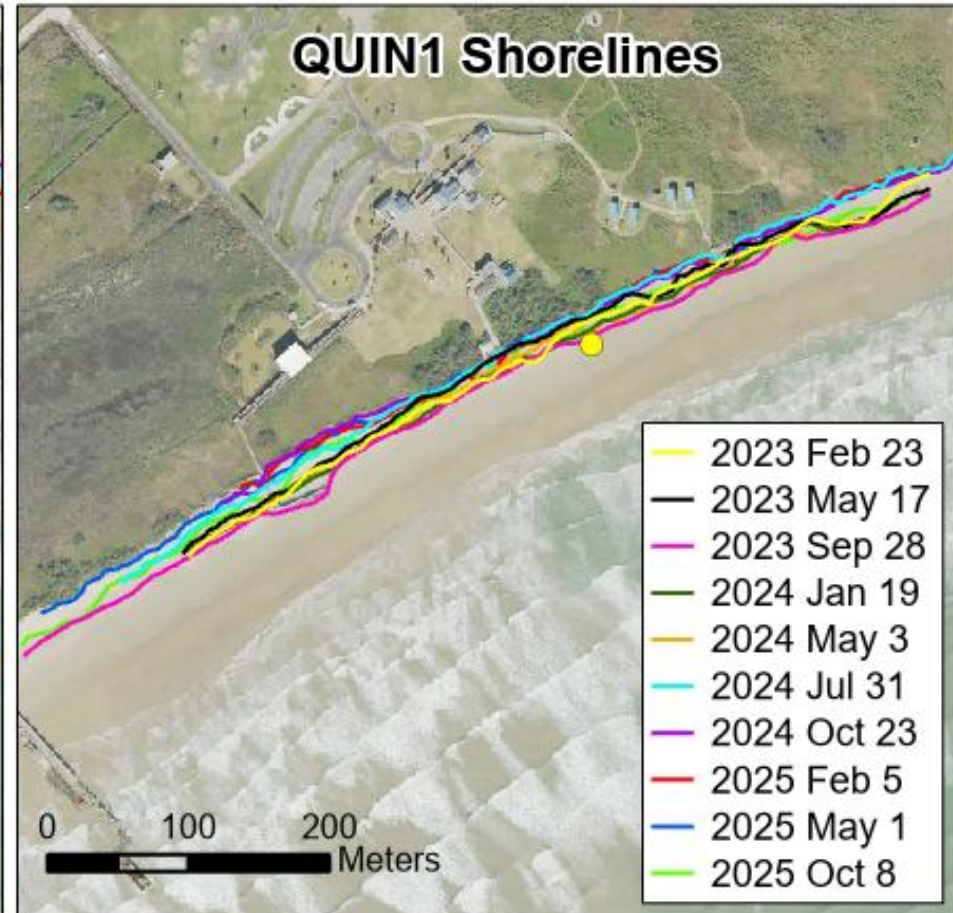 QUIN1 Shorelines
2023 Feb 23
2023 May 17
2023 Sep 28
2024 Jan 19
2024 May 3
2024 Jul 31
2024 Oct 23
2025 Feb 5
2025 May 1
2025 Oct 8
0 100 200
Meters